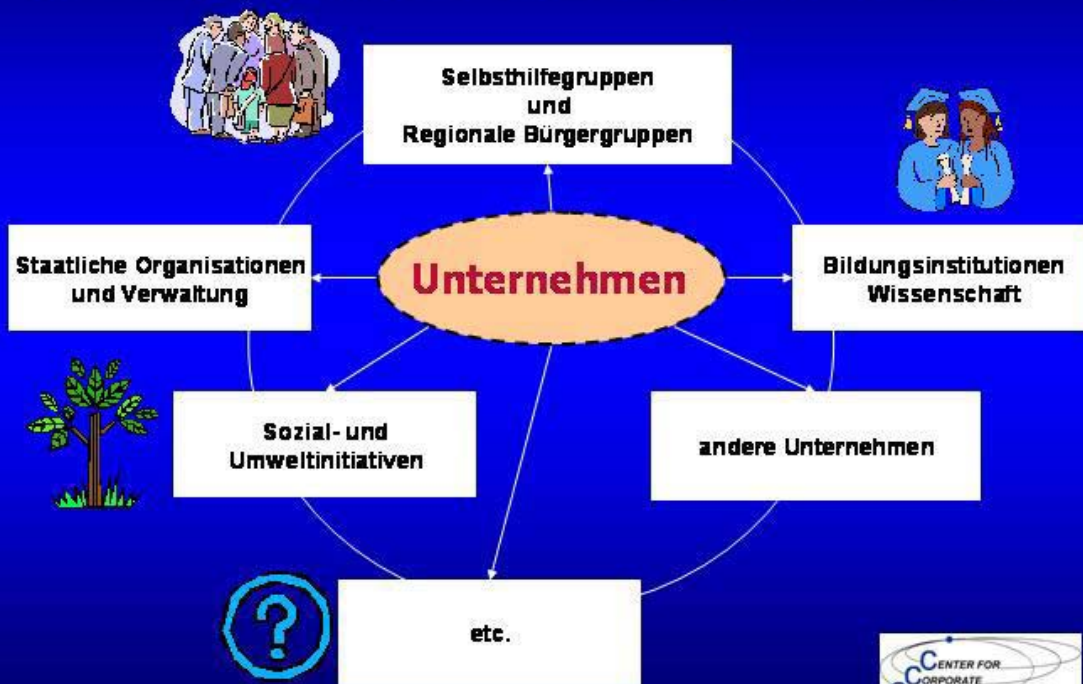 Selbsthilfegruppen
und
Regionale Bürgergruppen
Staatliche Organisationen
und Verwaltung
Unternehmen
Bildungsinstitutionen
Wissenschaft
Sozial- und
Umweltinitiativen
andere Unternehmen
?
etc.
CENTER FOR
CORPORATE